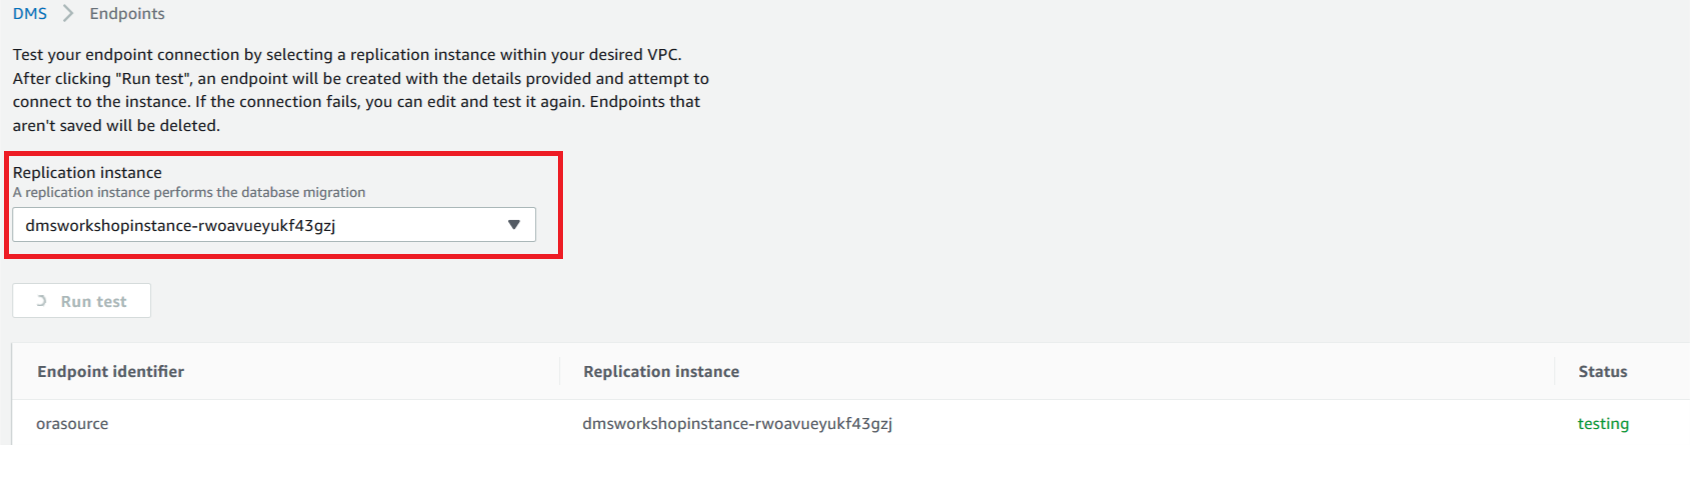 DMS Endpoints
Test your endpoint connection by selecting a replication instance within your desired VPC.
After clicking "Run test", an endpoint will be created with the details provided and attempt to
connect to the instance. If the connection fails, you can edit and test it again. Endpoints that
aren't saved will be deleted.
Replication instance
A replication instance performs the database migration
dmsworkshopinstance-rwoavueyukf43gzj
Run test
Endpoint identifier Replication instance Status
orasource dmsworkshopinstance-rwoavueyukf43gzj testing